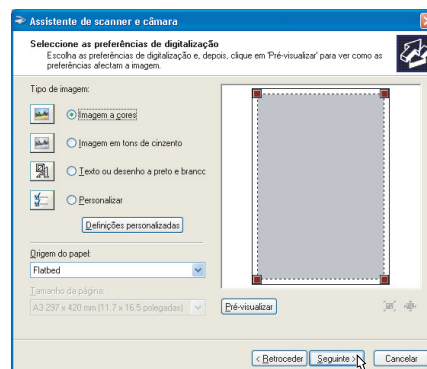 Assistente de scanner e câmara
Seleccione as preferências de digitalização
Escolha as preferências de digitalização e, depois, clique em 'Pré-visualizar' para ver como as
preferências afectam a imagem.
Tipo de imagem:
Imagem a cores
Imagem em tons de cinzento
Texto ou desenho a preto e brancc
Personalizar
Definições personalizadas
Origem do papel:
Flatbed
Tamanho da página:
A3 297 x 420 mm (11.7 x 16.5 polegadas)
Pré-visualizar
< Retroceder
Seguinte >
Cancelar